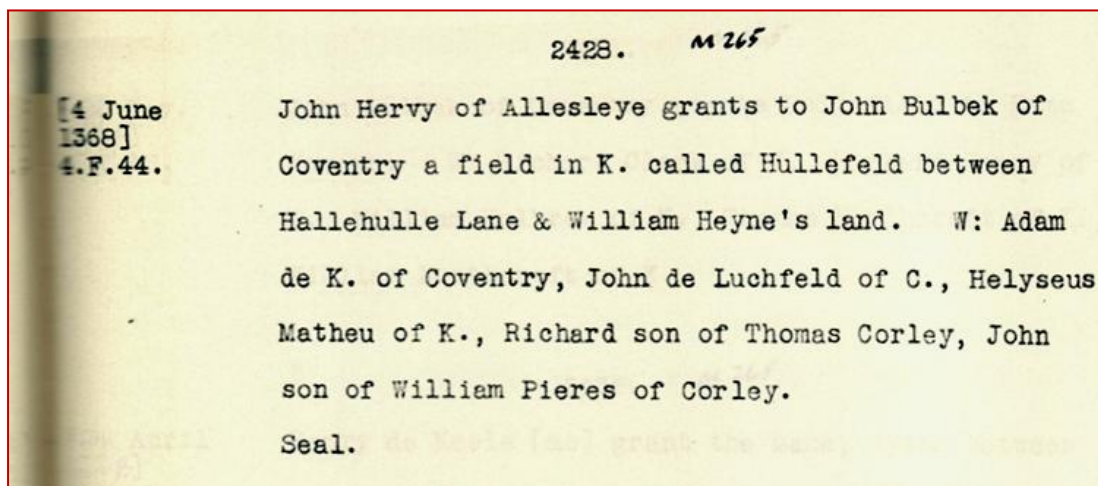 2428. M 265
[4 June
1368]
4.F.44.
John Hervy of Allesleye grants to John Bulbek of
Coventry a field in K. called Hullefeld between
Hallehulle Lane & William Heyne's land. W: Adam
de K. of Coventry, John de Luchfeld of C., Helyseus
Matheu of K., Richard son of Thomas Corley, John
son of William Pieres of Corley.
Seal.